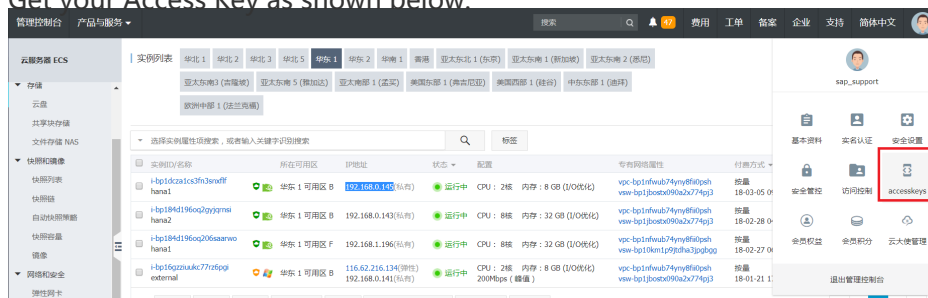 Get your Access Key as shown below.
管理控制台 产品与服务 搜索 47 费用 工单 备案 企业 支持 简体中文
云服务器 ECS
存储
云盘
共享块存储
文件存储 NAS
快照和镜像
快照列表
快照链
自动快照策略
快照容量
镜像
网络和安全
弹性网卡
实例列表 华北 1 华北 2 华北 3 华北 5 华东 1 华东 2 华南 1 香港 亚太东北 1 (东京) 亚太东南 1 (新加坡) 亚太东南 2 (悉尼)
亚太东南3 (吉隆坡) 亚太东南 5 (雅加达) 亚太南部 1 (孟买) 美国东部 1 (弗吉尼亚) 美国西部 1 (硅谷) 中东东部 1 (迪拜)
欧洲中部 1 (法兰克福)
选择实例属性项搜索，或者输入关键字识别搜索 标签
实例ID/名称 所在可用区 IP地址 状态 配置 专有网络属性 付费方式
i-bp1dcza1cs3fn3srxflf
hana1
华东 1 可用区 B 192.168.0.145(私有) 运行中 CPU： 2核 内存：8 GB (I/O优化)
vpc-bp1nfwub74yny8fii0psh
vsw-bp1jbostx090a2x774pj3
按量
18-03-05 0
i-bp184d196oq2gyjqrnsi
hana2
华东 1 可用区 B 192.168.0.143(私有) 运行中 CPU： 8核 内存：32 GB (I/O优化)
vpc-bp1nfwub74yny8fii0psh
vsw-bp1jbostx090a2x774pj3
按量
18-02-28 0
i-bp184d196oq206saarwo
hana1
华东 1 可用区 F 192.168.1.196(私有) 运行中 CPU： 8核 内存：32 GB (I/O优化)
vpc-bp1nfwub74yny8fii0psh
vsw-bp10km1p9jtdha3jpgbgg
按量
18-02-27 0
i-bp16gzziuukc77rz6pgi
external
华东 1 可用区 B
116.62.216.134(弹性)
192.168.0.141(私有)
运行中
CPU： 2核 内存：8 GB (I/O优化)
200Mbps（峰值）
vpc-bp1nfwub74yny8fii0psh
vsw-bp1jbostx090a2x774pj3
按量
18-01-21 1
sap_support
基本资料 实名认证 安全设置
安全管控 访问控制 accesskeys
会员权益 会员积分 云大使管理
退出管理控制台